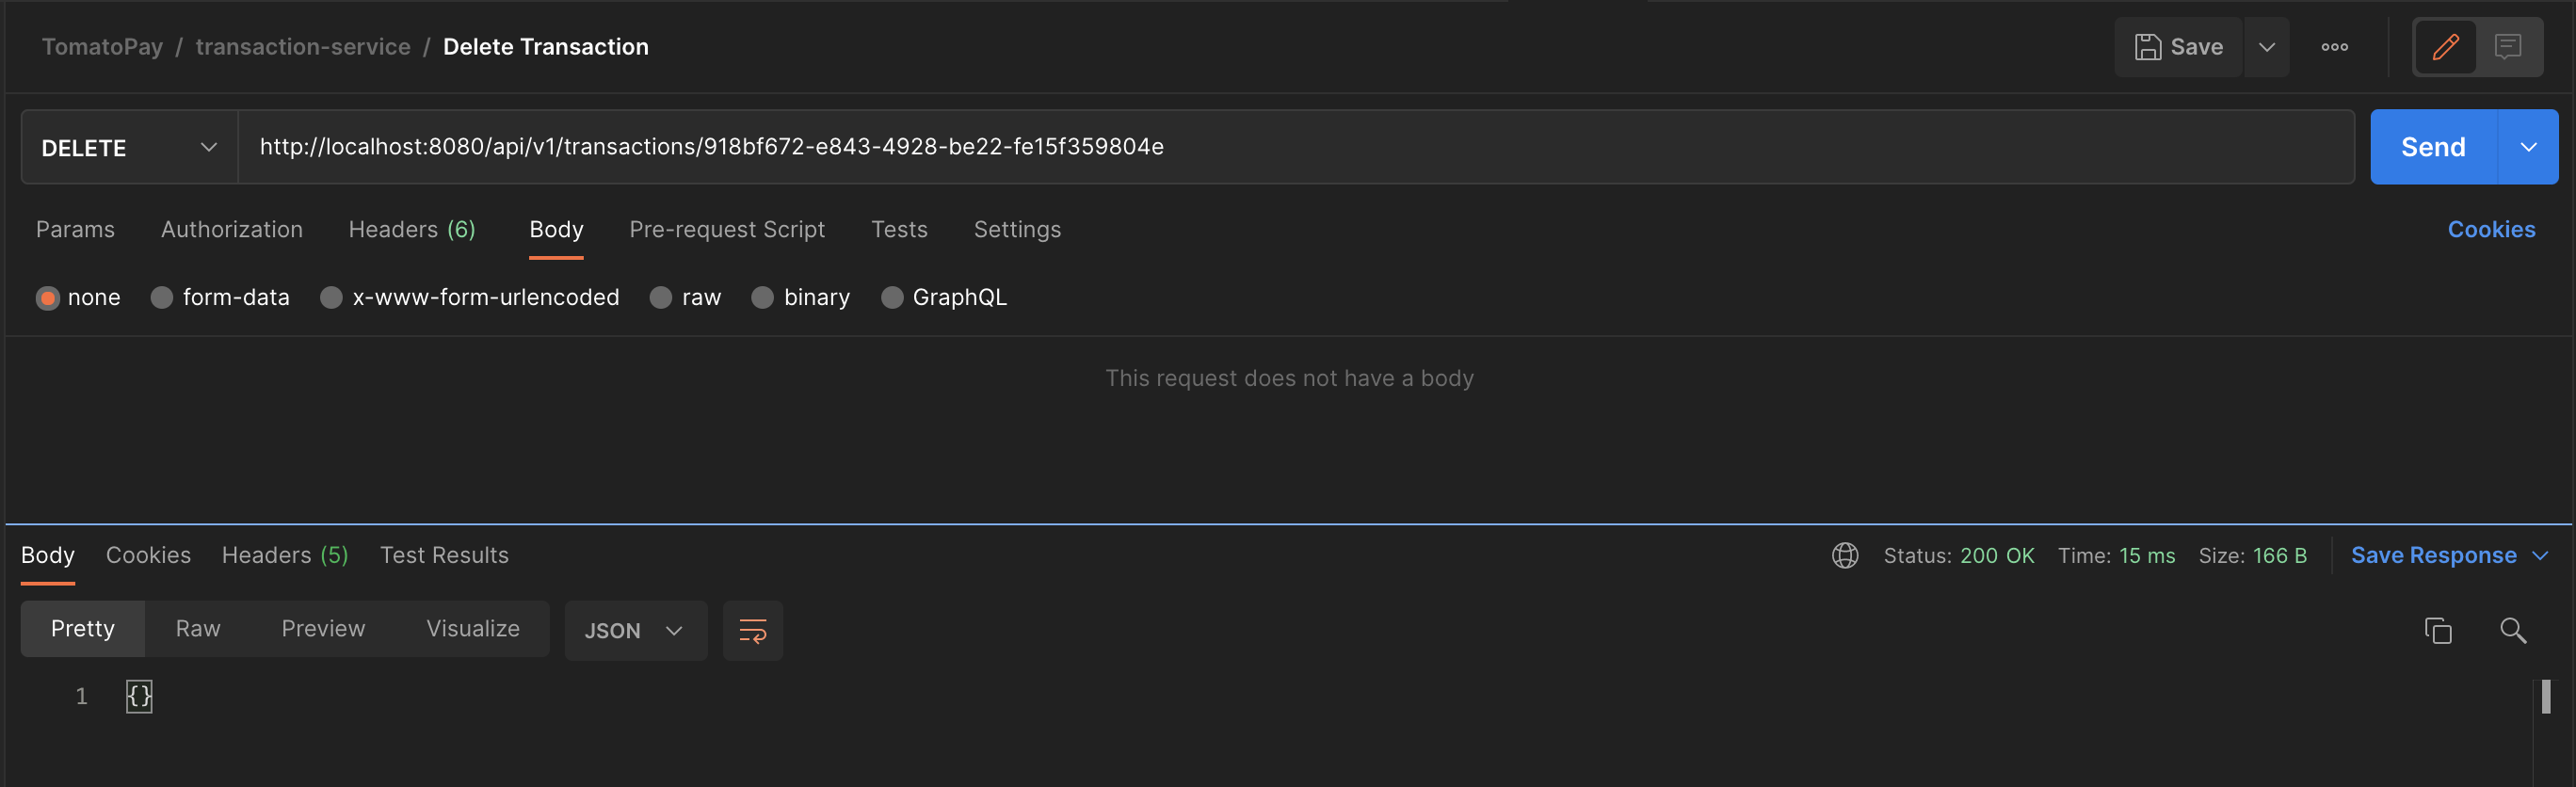 TomatoPay / transaction-service / Delete Transaction
Save
DELETE http://localhost:8080/api/v1/transactions/918bf672-e843-4928-be22-fe15f359804e Send
Params Authorization Headers (6) Body Pre-request Script Tests Settings Cookies
none form-data x-www-form-urlencoded raw binary GraphQL
This request does not have a body
Body Cookies Headers (5) Test Results Status: 200 OK Time: 15 ms Size: 166 B Save Response
Pretty Raw Preview Visualize JSON
1 {}